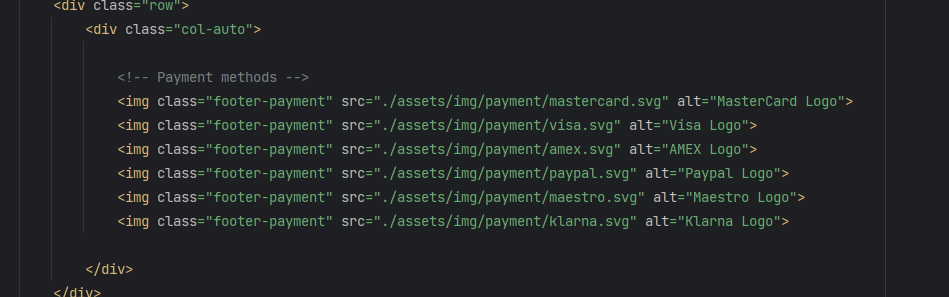 <div class="row">
<div class="col-auto">
<!-- Payment methods -->
<img class="footer-payment" src="./assets/img/payment/mastercard.svg" alt="MasterCard Logo">
<img class="footer-payment" src="./assets/img/payment/visa.svg" alt="Visa Logo">
<img class="footer-payment" src="./assets/img/payment/amex.svg" alt="AMEX Logo">
<img class="footer-payment" src="./assets/img/payment/paypal.svg" alt="Paypal Logo">
<img class="footer-payment" src="./assets/img/payment/maestro.svg" alt="Maestro Logo">
<img class="footer-payment" src="./assets/img/payment/klarna.svg" alt="Klarna Logo">
</div>
</div>